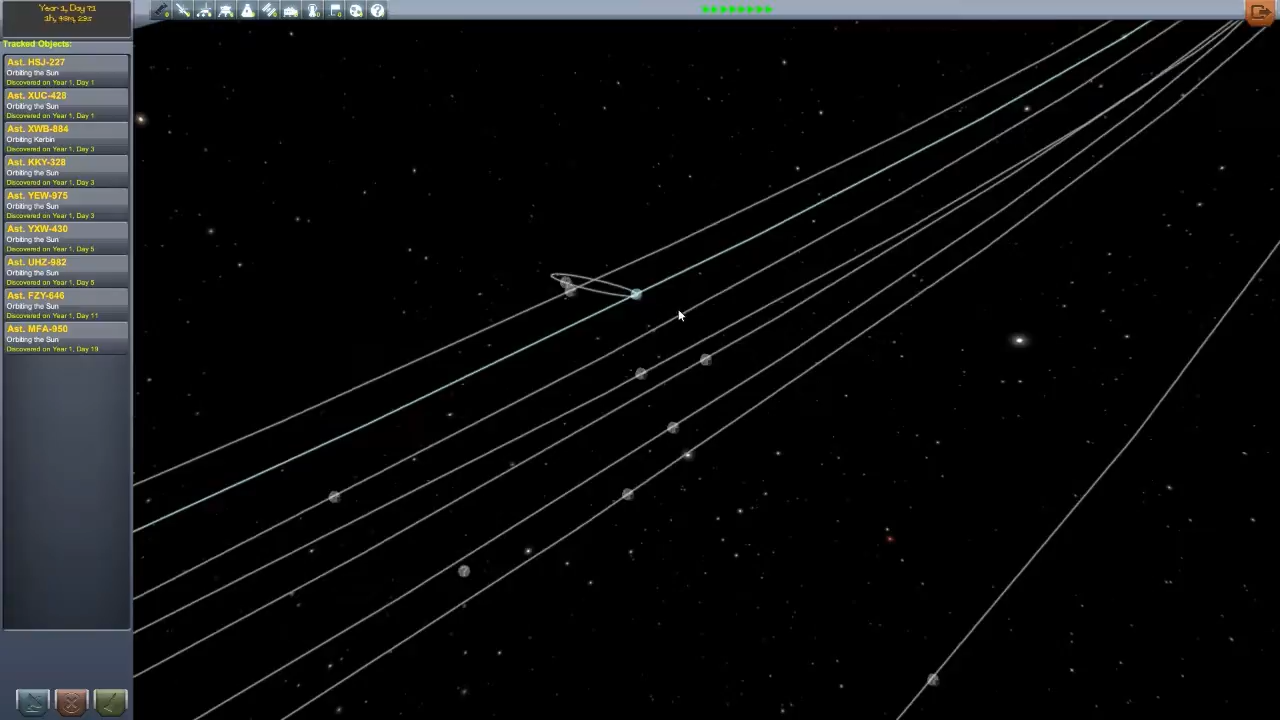 Year 1, Day 71
1h, 48m, 23s
Tracked Objects:
Ast. HSJ-227
Orbiting the Sun
Discovered on Year 1, Day 1
Ast. XUC-428
Orbiting the Sun
Discovered on Year 1, Day 1
Ast. XWB-884
Orbiting Kerbin
Discovered on Year 1, Day 3
Ast. KKY-328
Orbiting the Sun
Discovered on Year 1, Day 3
Ast. YEW-975
Orbiting the Sun
Discovered on Year 1, Day 3
Ast. YXW-430
Orbiting the Sun
Discovered on Year 1, Day 5
Ast. UHZ-982
Orbiting the Sun
Discovered on Year 1, Day 5
Ast. FZY-646
Orbiting the Sun
Discovered on Year 1, Day 11
Ast. MFA-950
Orbiting the Sun
Discovered on Year 1, Day 19